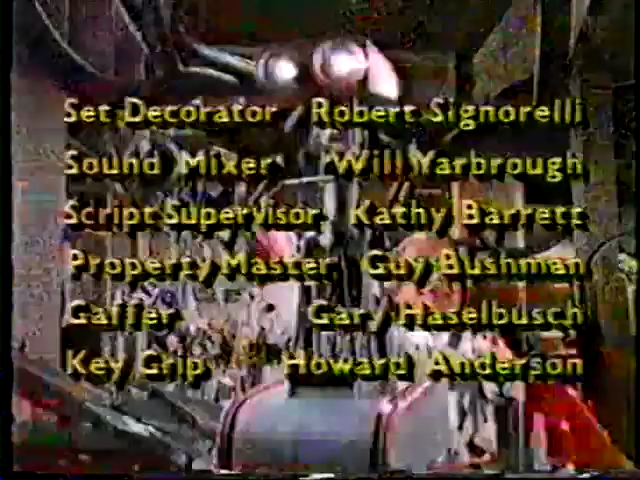 Set Decorator Robert Signorelli
Sound Mixer Will Yarbrough
Script Supervisor Kathy Barrett
Property Master Guy Bushman
Gaffer Gary Haselbusch
Key Grip Howard Anderson